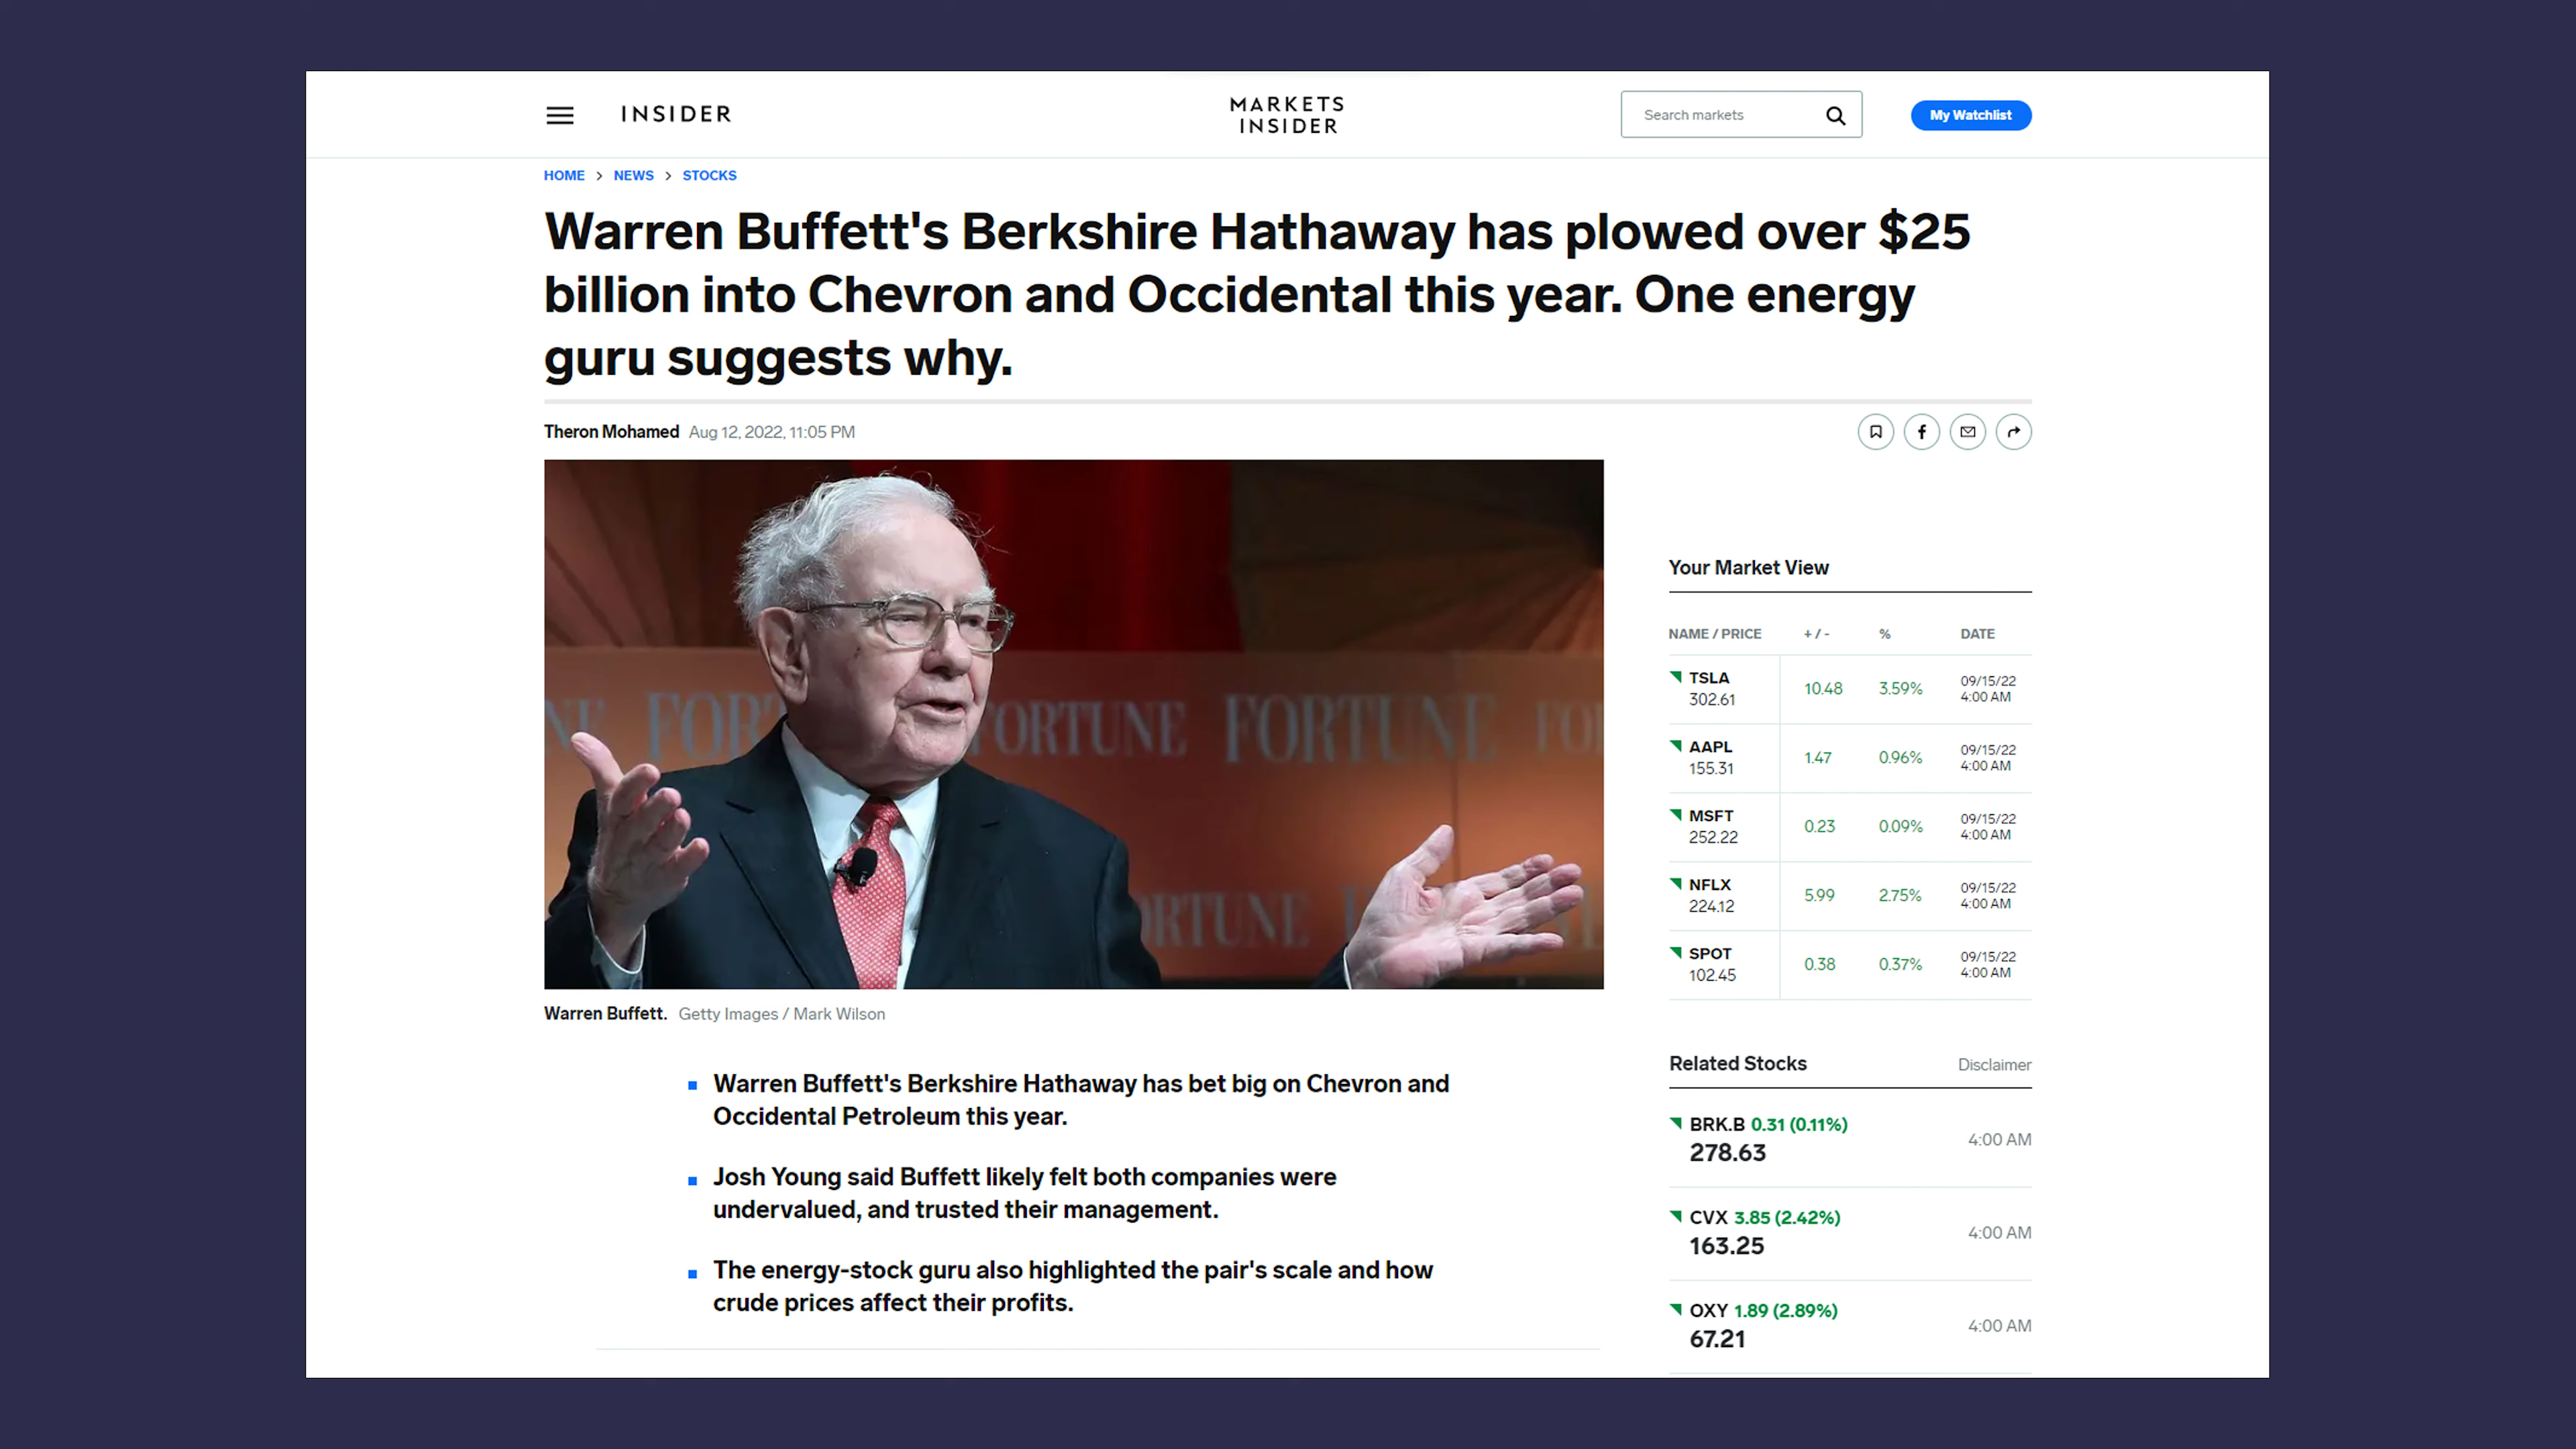 INSIDER
MARKETS
INSIDER
Search markets
My Watchlist
HOME > NEWS > STOCKS
Warren Buffett's Berkshire Hathaway has plowed over $25
billion into Chevron and Occidental this year. One energy
guru suggests why.
Theron Mohamed Aug 12, 2022, 11:05 PM
FORTUNE FORTUNE
Warren Buffett. Getty Images / Mark Wilson
Warren Buffett's Berkshire Hathaway has bet big on Chevron and
Occidental Petroleum this year.
Josh Young said Buffett likely felt both companies were
undervalued, and trusted their management.
The energy-stock guru also highlighted the pair's scale and how
crude prices affect their profits.
Your Market View
NAME / PRICE + / - % DATE
TSLA 10.48 3.59% 09/15/22
302.61 4:00 AM
AAPL 1.47 0.96% 09/15/22
155.31 4:00 AM
MSFT 0.23 0.09% 09/15/22
252.22 4:00 AM
NFLX 5.99 2.75% 09/15/22
224.12 4:00 AM
SPOT 0.38 0.37% 09/15/22
102.45 4:00 AM
Related Stocks Disclaimer
BRK.B 0.31 (0.11%)
278.63 4:00 AM
CVX 3.85 (2.42%)
163.25 4:00 AM
OXY 1.89 (2.89%)
67.21 4:00 AM